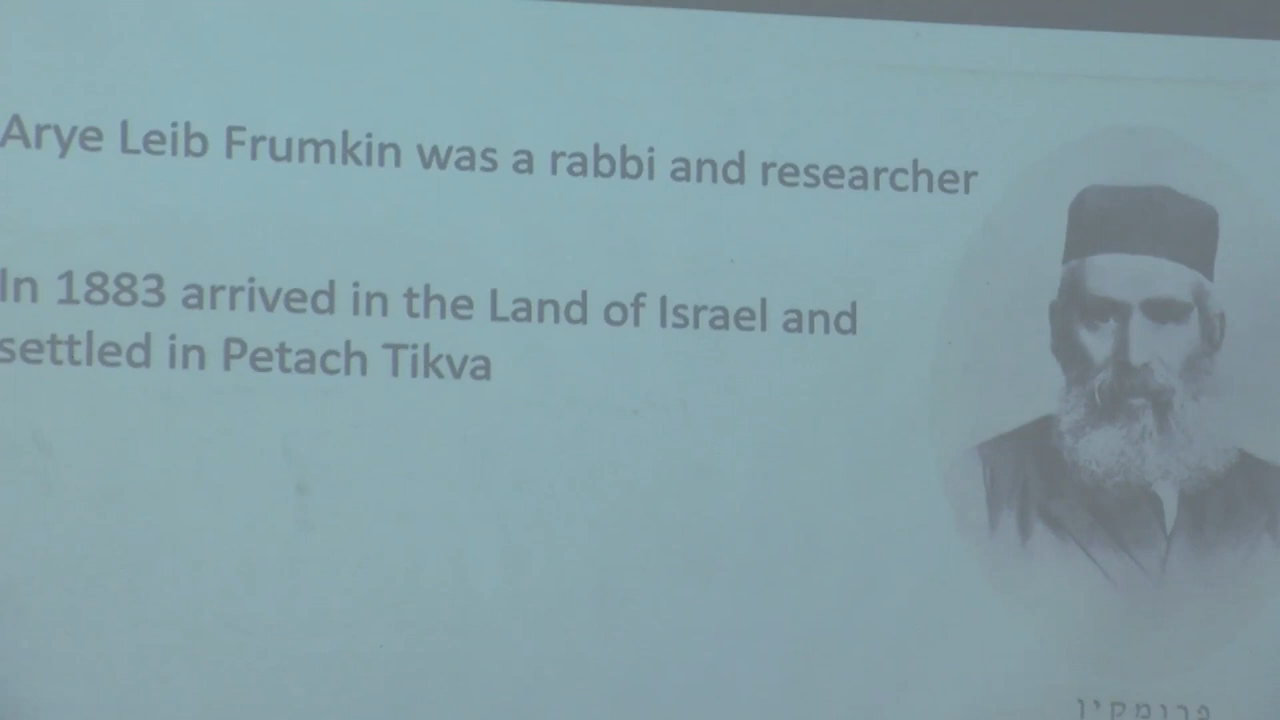 Arye Leib Frumkin was a rabbi and researcher
In 1883 arrived in the Land of Israel and
settled in Petach Tikva
פרומקין